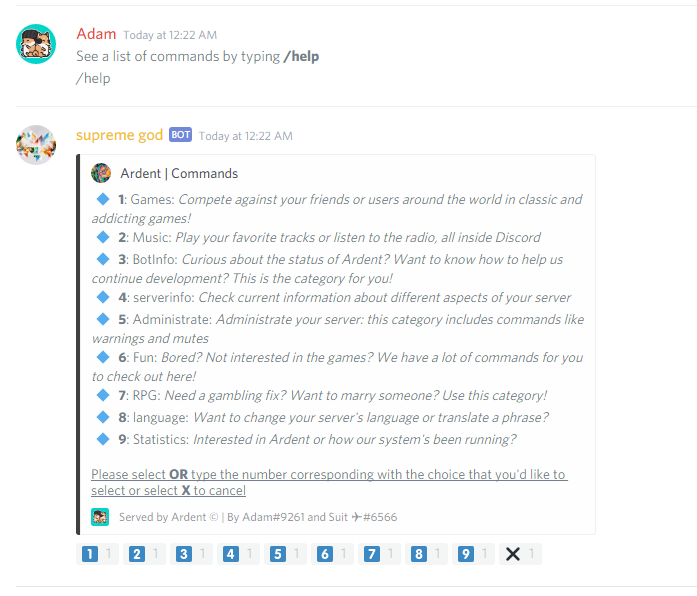 Adam Today at 12:22 AM
See a list of commands by typing /help
/help
supreme god BOT Today at 12:22 AM
Ardent | Commands
1: Games: Compete against your friends or users around the world in classic and
addicting games!
2: Music: Play your favorite tracks or listen to the radio, all inside Discord
3: BotInfo: Curious about the status of Ardent? Want to know how to help us
continue development? This is the category for you!
4: serverinfo: Check current information about different aspects of your server
5: Administrate: Administrate your server: this category includes commands like
warnings and mutes
6: Fun: Bored? Not interested in the games? We have a lot of commands for you
to check out here!
7: RPG: Need a gambling fix? Want to marry someone? Use this category!
8: language: Want to change your server's language or translate a phrase?
9: Statistics: Interested in Ardent or how our system's been running?
Please select OR type the number corresponding with the choice that you'd like to
select or select X to cancel
Served by Ardent © | By Adam#9261 and Suit ✈#6566
1 1 2 1 3 1 4 1 5 1 6 1 7 1 8 1 9 1 ✕ 1